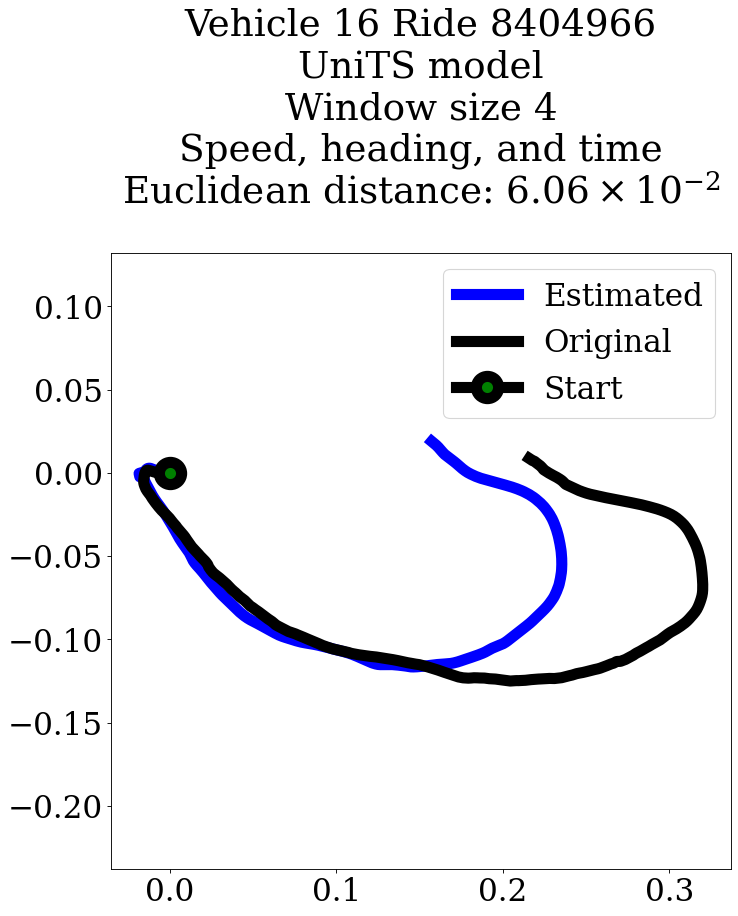 Vehicle 16 Ride 8404966
UniTS model
Window size 4
Speed, heading, and time
Euclidean distance: 6.06 × 10⁻²
Estimated
Original
Start
0.10
0.05
0.00
−0.05
−0.10
−0.15
−0.20
0.0 0.1 0.2 0.3